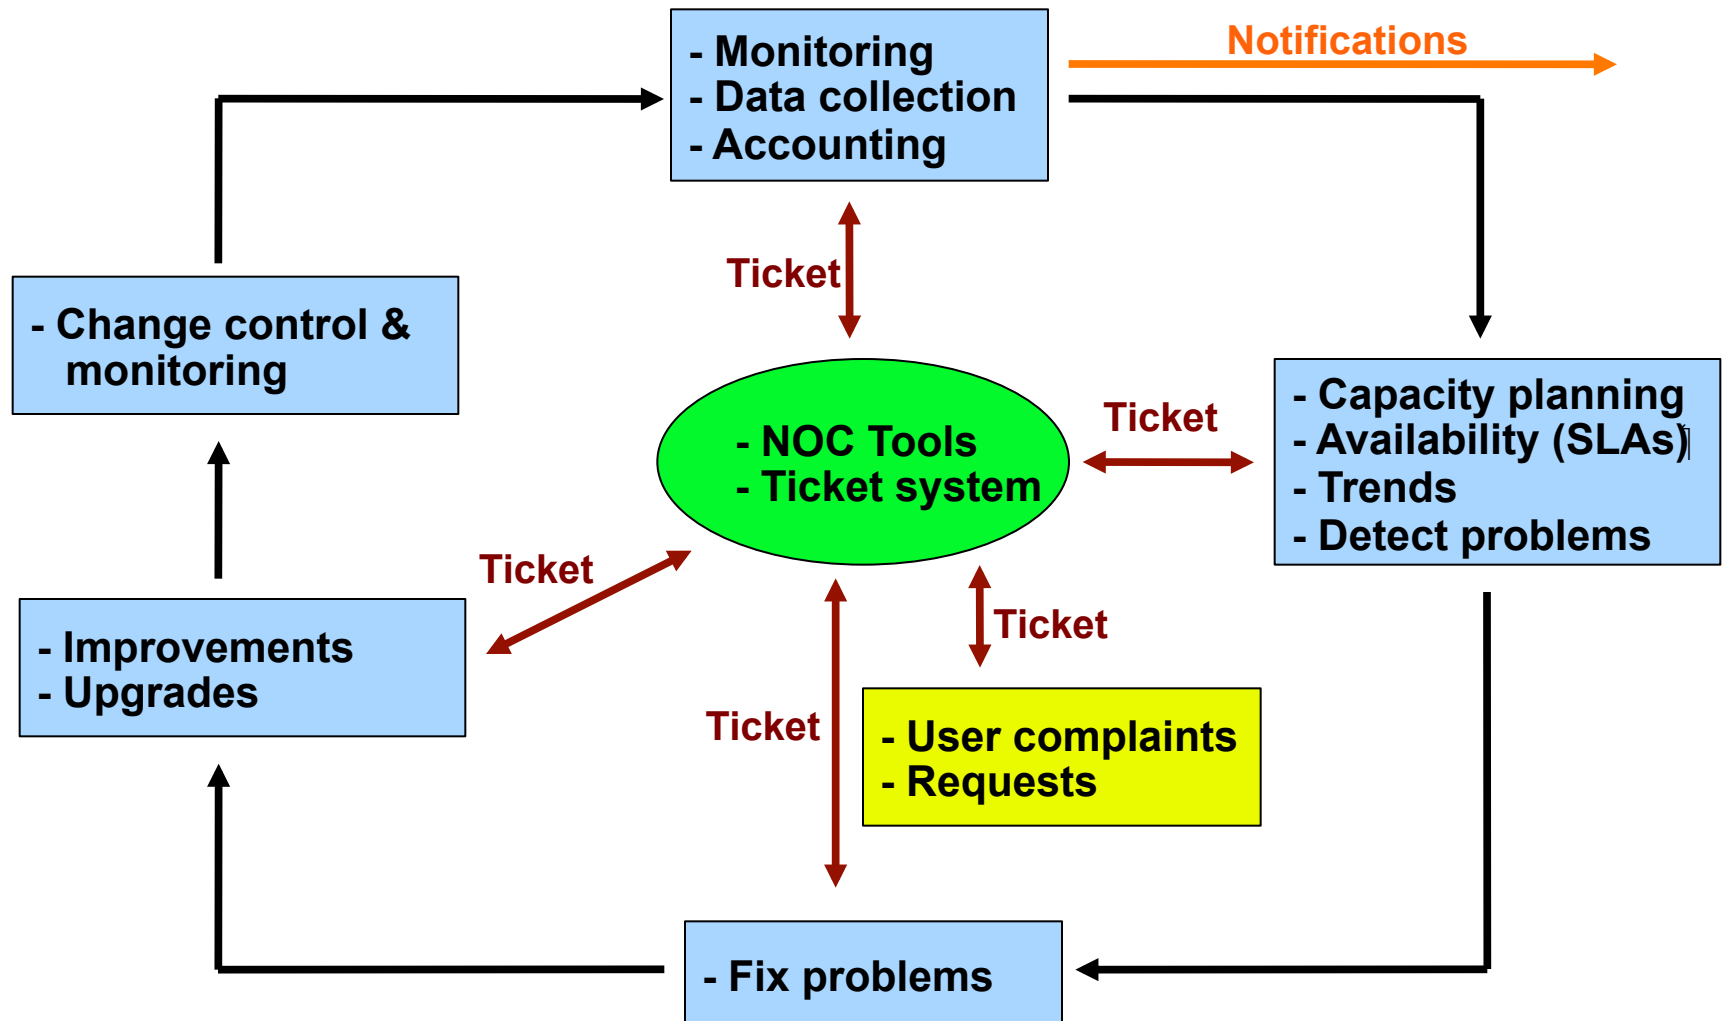 - Monitoring
- Data collection
- Accounting
Notifications
Ticket
- Change control &
monitoring
- NOC Tools
- Ticket system
Ticket
- Capacity planning
- Availability (SLAs)
- Trends
- Detect problems
Ticket
- Improvements
- Upgrades
Ticket
Ticket
- User complaints
- Requests
- Fix problems